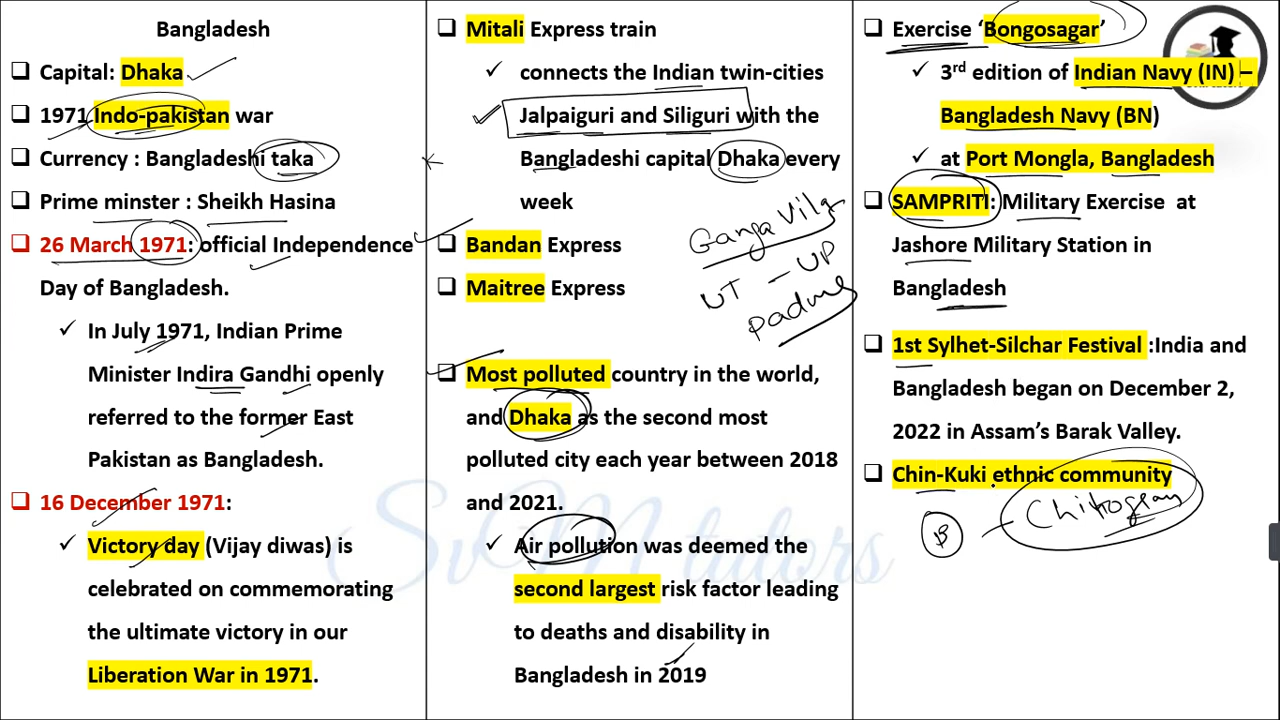 Bangladesh
Capital: Dhaka
1971 Indo-pakistan war
Currency : Bangladeshi taka
Prime minster : Sheikh Hasina
26 March 1971: official Independence
Day of Bangladesh.
In July 1971, Indian Prime
Minister Indira Gandhi openly
referred to the former East
Pakistan as Bangladesh.
16 December 1971:
Victory day (Vijay diwas) is
celebrated on commemorating
the ultimate victory in our
Liberation War in 1971.
Mitali Express train
connects the Indian twin-cities
Jalpaiguri and Siliguri with the
Bangladeshi capital Dhaka every
week
Bandan Express
Maitree Express
Ganga Vilas
UT – UP
Padma
Most polluted country in the world,
and Dhaka as the second most
polluted city each year between 2018
and 2021.
Air pollution was deemed the
second largest risk factor leading
to deaths and disability in
Bangladesh in 2019
Exercise ‘Bongosagar’
3rd edition of Indian Navy (IN) –
Bangladesh Navy (BN)
at Port Mongla, Bangladesh
SAMPRITI: Military Exercise at
Jashore Military Station in
Bangladesh
1st Sylhet-Silchar Festival :India and
Bangladesh began on December 2,
2022 in Assam’s Barak Valley.
Chin-Kuki ethnic community
B –
SvM tutors